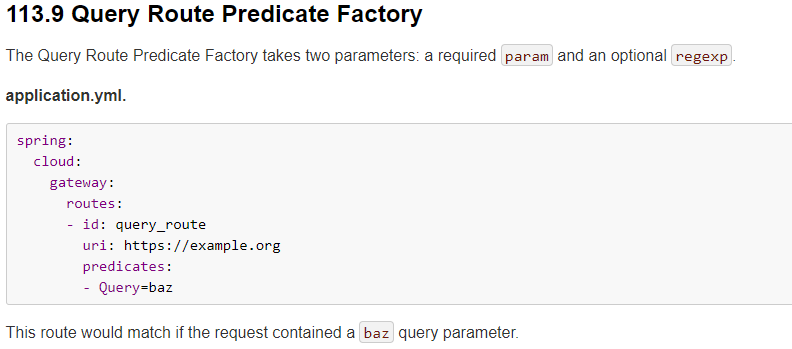 113.9 Query Route Predicate Factory
The Query Route Predicate Factory takes two parameters: a required param and an optional regexp.
application.yml.
spring:
  cloud:
    gateway:
      routes:
      - id: query_route
        uri: https://example.org
        predicates:
        - Query=baz
This route would match if the request contained a baz query parameter.